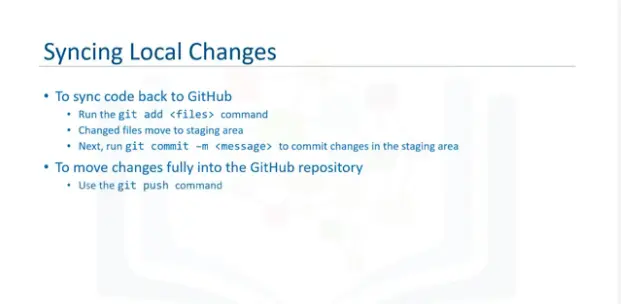 Syncing Local Changes
• To sync code back to GitHub
• Run the git add <files> command
• Changed files move to staging area
• Next, run git commit -m <message> to commit changes in the staging area
• To move changes fully into the GitHub repository
• Use the git push command